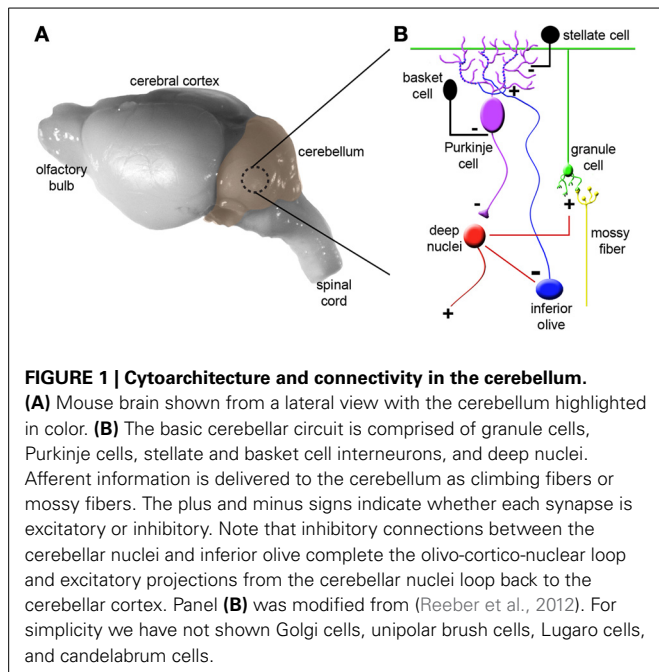 A
cerebral cortex
olfactory
bulb
cerebellum
spinal
cord
B
stellate cell
-
basket
cell
+
-
Purkinje
cell
granule
cell
-
+
deep
nuclei
mossy
fiber
-
inferior
olive
+
FIGURE 1 | Cytoarchitecture and connectivity in the cerebellum.
(A) Mouse brain shown from a lateral view with the cerebellum highlighted
in color. (B) The basic cerebellar circuit is comprised of granule cells,
Purkinje cells, stellate and basket cell interneurons, and deep nuclei.
Afferent information is delivered to the cerebellum as climbing fibers or
mossy fibers. The plus and minus signs indicate whether each synapse is
excitatory or inhibitory. Note that inhibitory connections between the
cerebellar nuclei and inferior olive complete the olivo-cortico-nuclear loop
and excitatory projections from the cerebellar nuclei loop back to the
cerebellar cortex. Panel (B) was modified from (Reeber et al., 2012). For
simplicity we have not shown Golgi cells, unipolar brush cells, Lugaro cells,
and candelabrum cells.